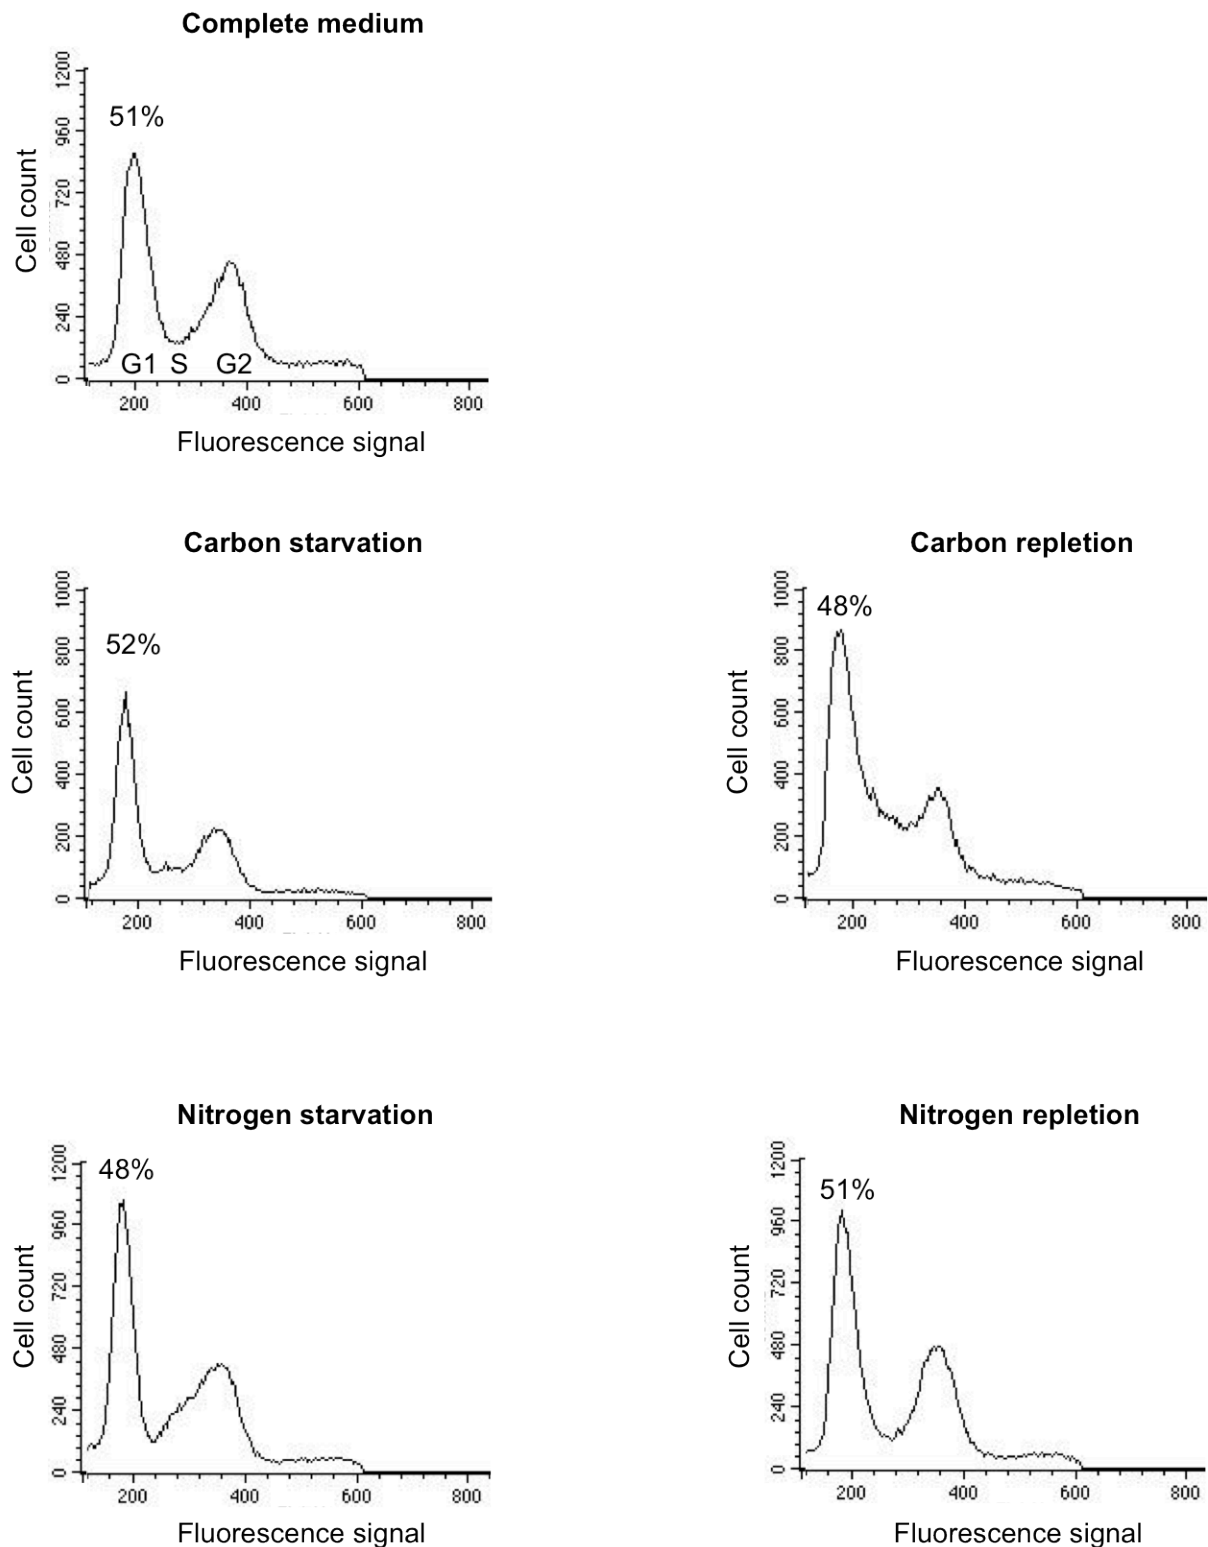 Complete medium
1200
960
720
480
240
0
Cell count
51%
G1 S G2
200 400 600 800
Fluorescence signal
Carbon starvation
1000
800
600
400
200
0
Cell count
52%
200 400 600 800
Fluorescence signal
Carbon repletion
1000
800
600
400
200
0
Cell count
48%
200 400 600 800
Fluorescence signal
Nitrogen starvation
1200
960
720
480
240
0
Cell count
48%
200 400 600 800
Fluorescence signal
Nitrogen repletion
1200
960
720
480
240
0
Cell count
51%
200 400 600 800
Fluorescence signal